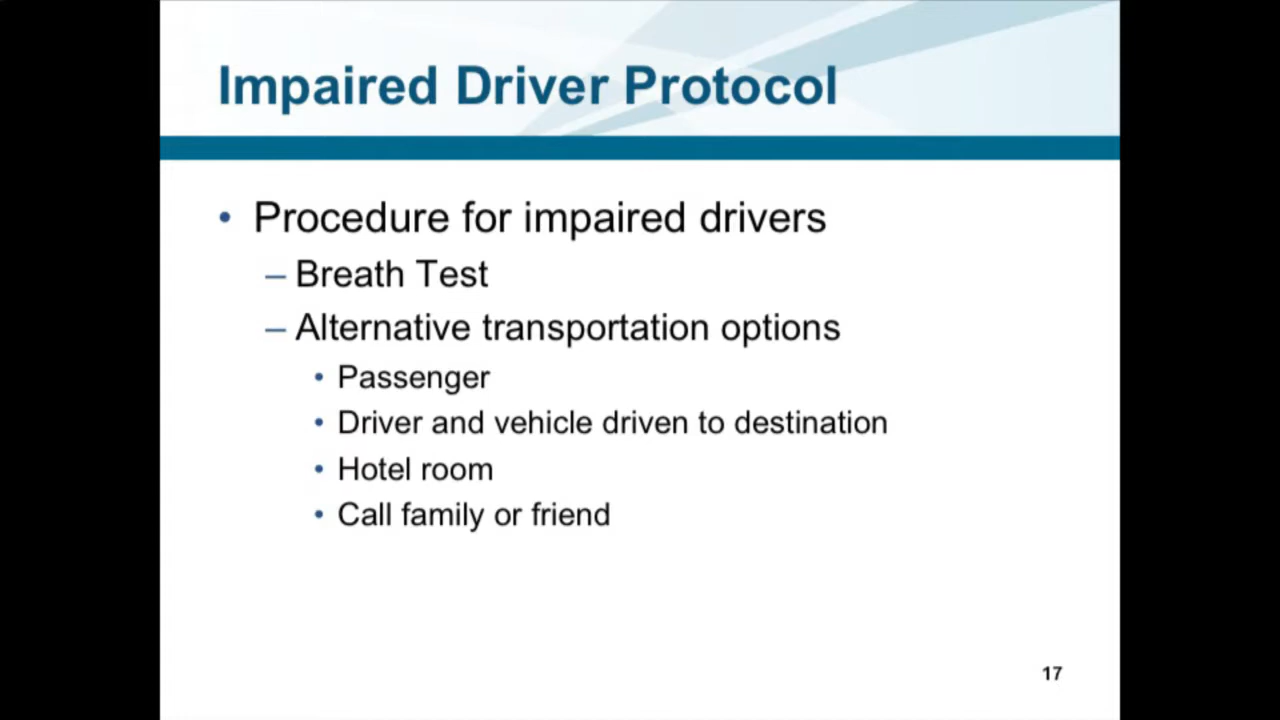 Impaired Driver Protocol
• Procedure for impaired drivers
– Breath Test
– Alternative transportation options
• Passenger
• Driver and vehicle driven to destination
• Hotel room
• Call family or friend
17